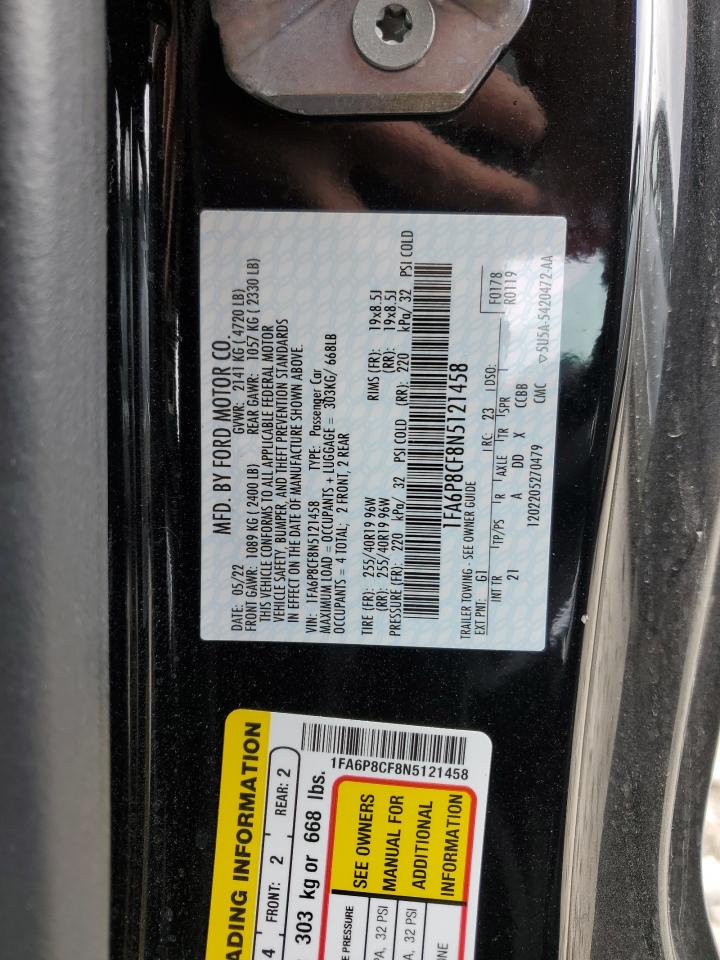 MFD. BY FORD MOTOR CO.
DATE: 05/22 GVWR: 2141 KG ( 4720 LB)
FRONT GAWR: 1089 KG ( 2400LB) REAR GAWR: 1057 KG ( 2330 LB)
THIS VEHICLE CONFORMS TO ALL APPLICABLE FEDERAL MOTOR
VEHICLE SAFETY, BUMPER, AND THEFT PREVENTION STANDARDS
IN EFFECT ON THE DATE OF MANUFACTURE SHOWN ABOVE.
VIN: 1FA6P8CF8N5121458 TYPE: Passenger Car
MAXIMUM LOAD = OCCUPANTS + LUGGAGE = 303KG/ 668LB
OCCUPANTS = 4 TOTAL; 2 FRONT, 2 REAR
TIRE (FR): 255/40R19 96W RIMS (FR): 19x8.5J
(RR): 255/40R19 96W (RR): 19x8.5J
PRESSURE (FR): 220 kPa/ 32 PSI COLD (RR): 220 kPa/ 32 PSI COLD
1FA6P8CF8N5121458
TRAILER TOWING - SEE OWNER GUIDE
EXT PNT: G1 RC: 23 DSO: F0178
R0119
INT TR TP/PS R AXLE TR SPR
21 A DD X CCBB
1202205270479 CMC ▽5U5A-5420472-AA
ADING INFORMATION
4 FRONT: 2 REAR: 2
303 kg or 668 lbs.
1FA6P8CF8N5121458
E PRESSURE
PA, 32 PSI
A, 32 PSI
NE
SEE OWNERS
MANUAL FOR
ADDITIONAL
INFORMATION